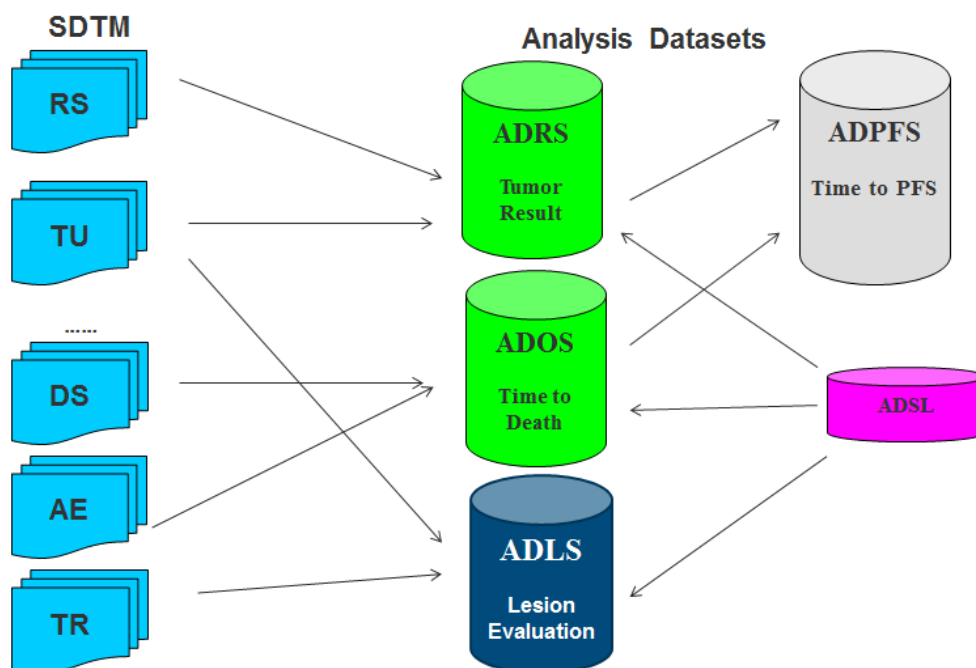 SDTM
Analysis Datasets
RS
TU
......
DS
AE
TR
ADRS
Tumor
Result
ADOS
Time to
Death
ADLS
Lesion
Evaluation
ADPFS
Time to PFS
ADSL